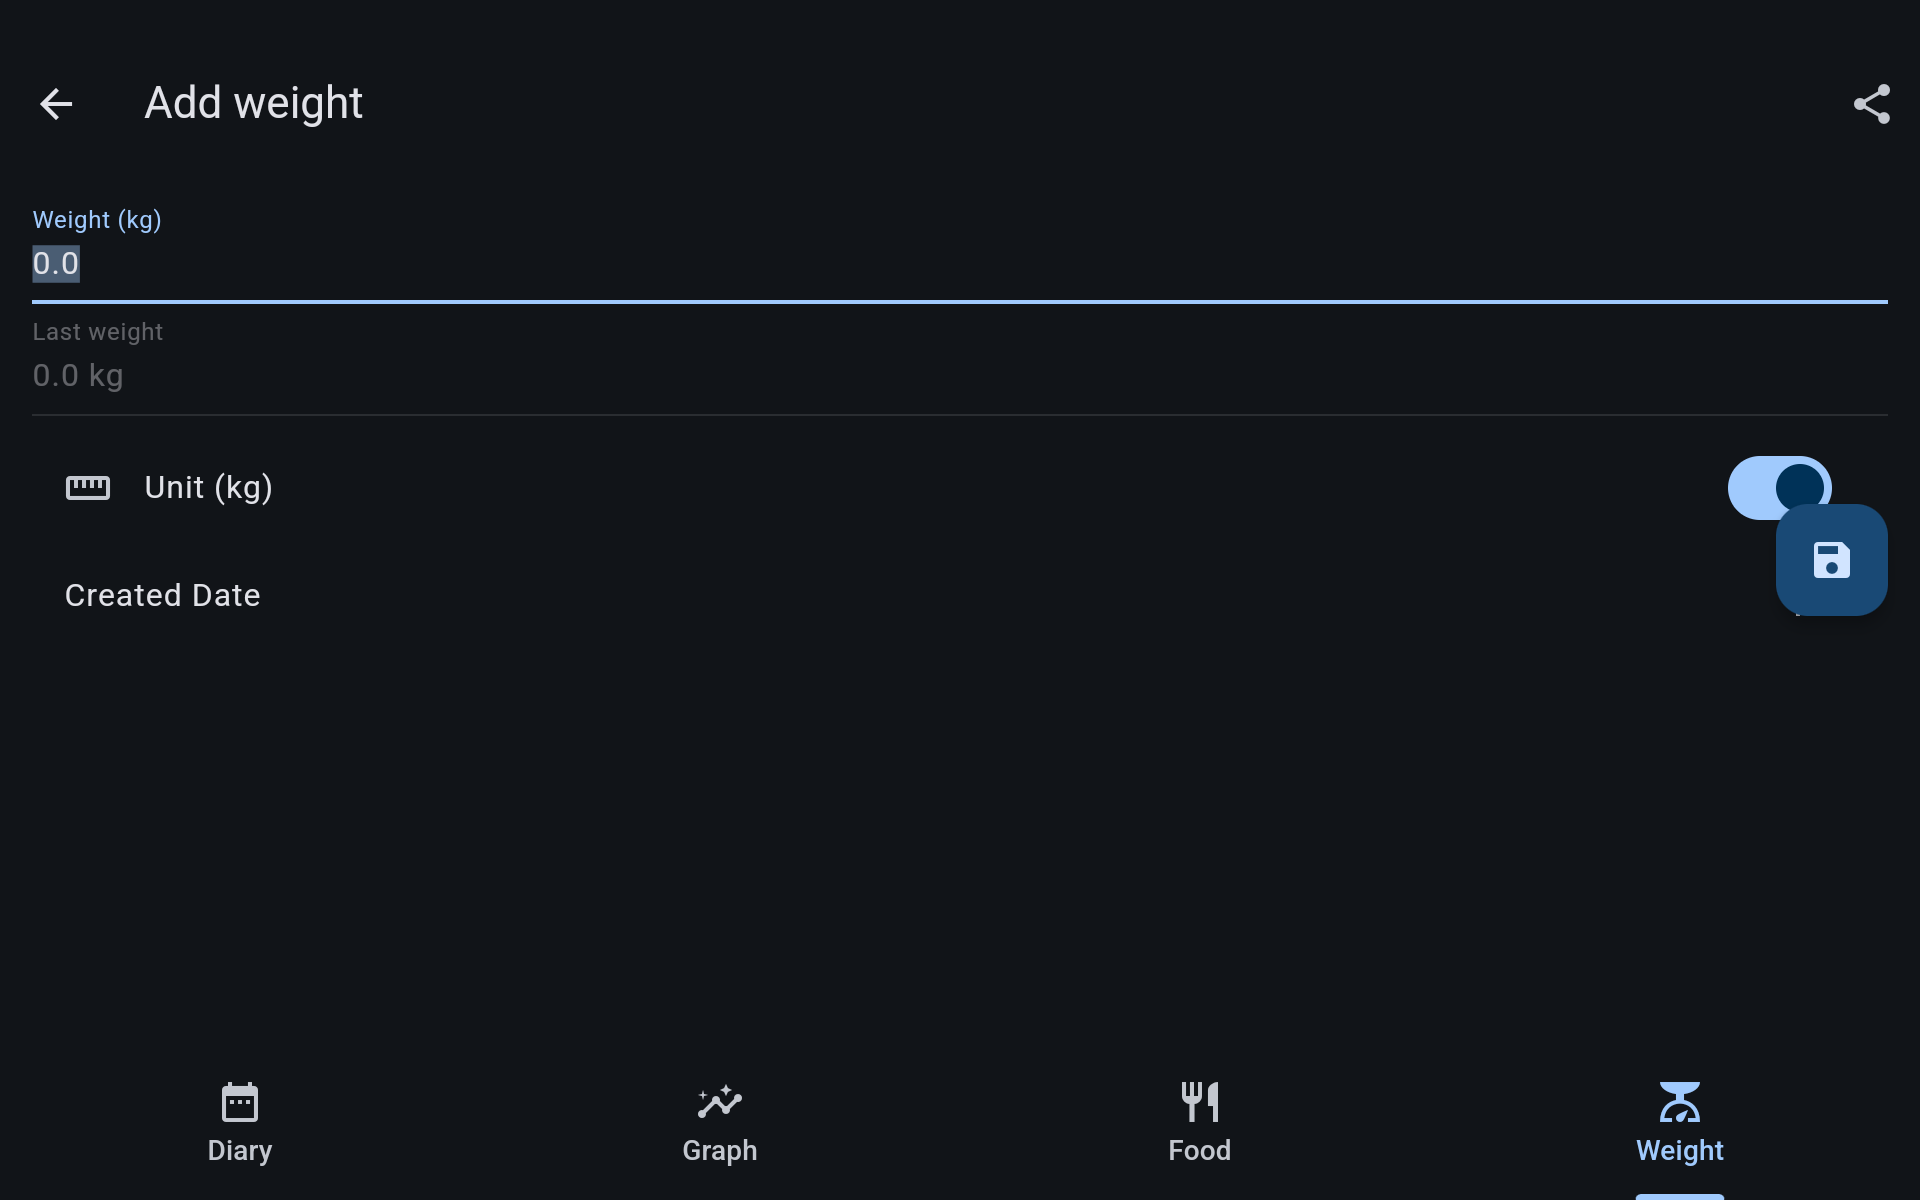 Add weight
Weight (kg)
0.0
Last weight
0.0 kg
Unit (kg)
Created Date
Diary
Graph
Food
Weight